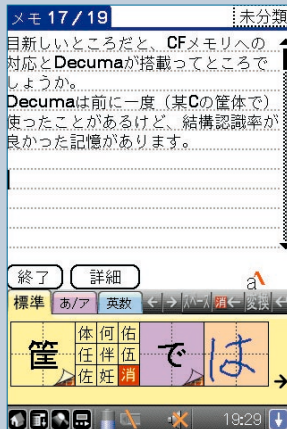 メモ 17/19 未分類
目新しいところだと、CFメモリへの
対応とDecumaが搭載ってところで
しょうか。
Decumaは前に一度（某Cの筐体で）
使ったことがあるけど、結構認識率が
良かった記憶があります。
終了 詳細 a
標準 あ/ア 英数 ← → スペース 消← 変換 ←
筐 体 何 佑 で は
任 伴 伍
佐 妊 消
19:29